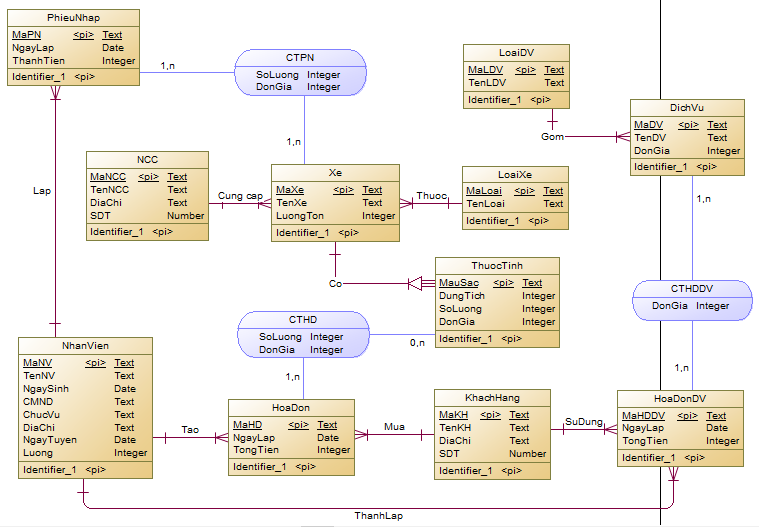 PhieuNhap
MaPN <pi> Text
NgayLap Date
ThanhTien Integer
Identifier_1 <pi>
1,n
CTPN
SoLuong Integer
DonGia Integer
1,n
LoaiDV
MaLDV <pi> Text
TenLDV Text
Identifier_1 <pi>
Gom
DichVu
MaDV <pi> Text
TenDV Text
DonGia Integer
Identifier_1 <pi>
1,n
NCC
MaNCC <pi> Text
TenNCC Text
DiaChi Text
SDT Number
Identifier_1 <pi>
Cung cap
Xe
MaXe <pi> Text
TenXe Text
LuongTon Integer
Identifier_1 <pi>
Thuoc
LoaiXe
MaLoai <pi> Text
TenLoai Text
Identifier_1 <pi>
Lap
Co
ThuocTinh
MauSac <pi> Text
DungTich Integer
SoLuong Integer
DonGia Integer
Identifier_1 <pi>
CTHDDV
DonGia Integer
1,n
CTHD
SoLuong Integer
DonGia Integer
0,n
1,n
NhanVien
MaNV <pi> Text
TenNV Text
NgaySinh Date
CMND Text
ChucVu Text
DiaChi Text
NgayTuyen Date
Luong Integer
Identifier_1 <pi>
Tao
HoaDon
MaHD <pi> Text
NgayLap Date
TongTien Integer
Identifier_1 <pi>
Mua
KhachHang
MaKH <pi> Text
TenKH Text
DiaChi Text
SDT Number
Identifier_1 <pi>
SuDung
HoaDonDV
MaHDDV <pi> Text
NgayLap Date
TongTien Integer
Identifier_1 <pi>
ThanhLap